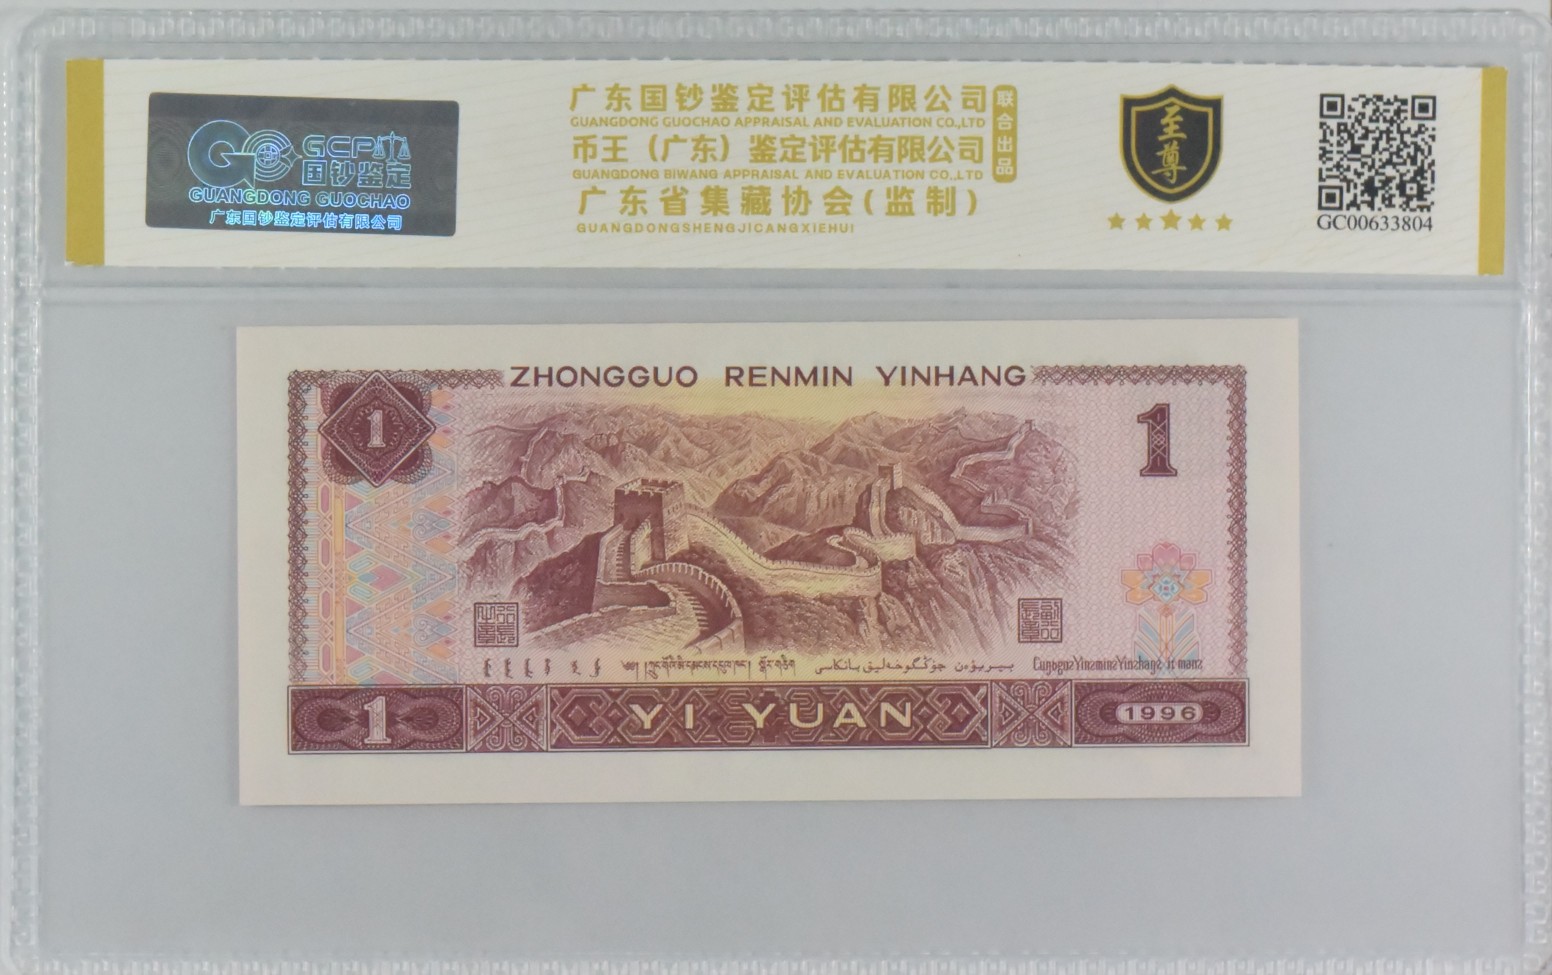 GCP
国钞鉴定
GUANGDONG GUOCHAO
广东国钞鉴定评估有限公司
广东国钞鉴定评估有限公司
GUANGDONG GUOCHAO APPRAISAL AND EVALUATION CO.,LTD
币王（广东）鉴定评估有限公司
GUANGDONG BIWANG APPRAISAL AND EVALUATION CO.,LTD
联合出品
广东省集藏协会(监制)
GUANGDONGSHENGJICANGXIEHUI
至尊
GC00633804
ZHONGGUO RENMIN YINHANG
1
1
Cuŋƅgoz Yinzminz Yinzhangz It maenz
1
YI YUAN
1996